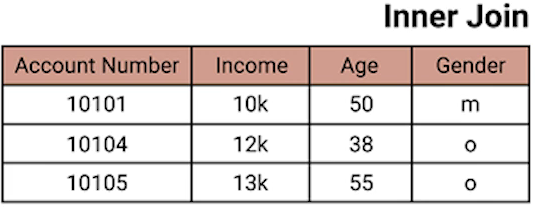 Inner Join
Account Number Income Age Gender
10101 10k 50 m
10104 12k 38 o
10105 13k 55 o